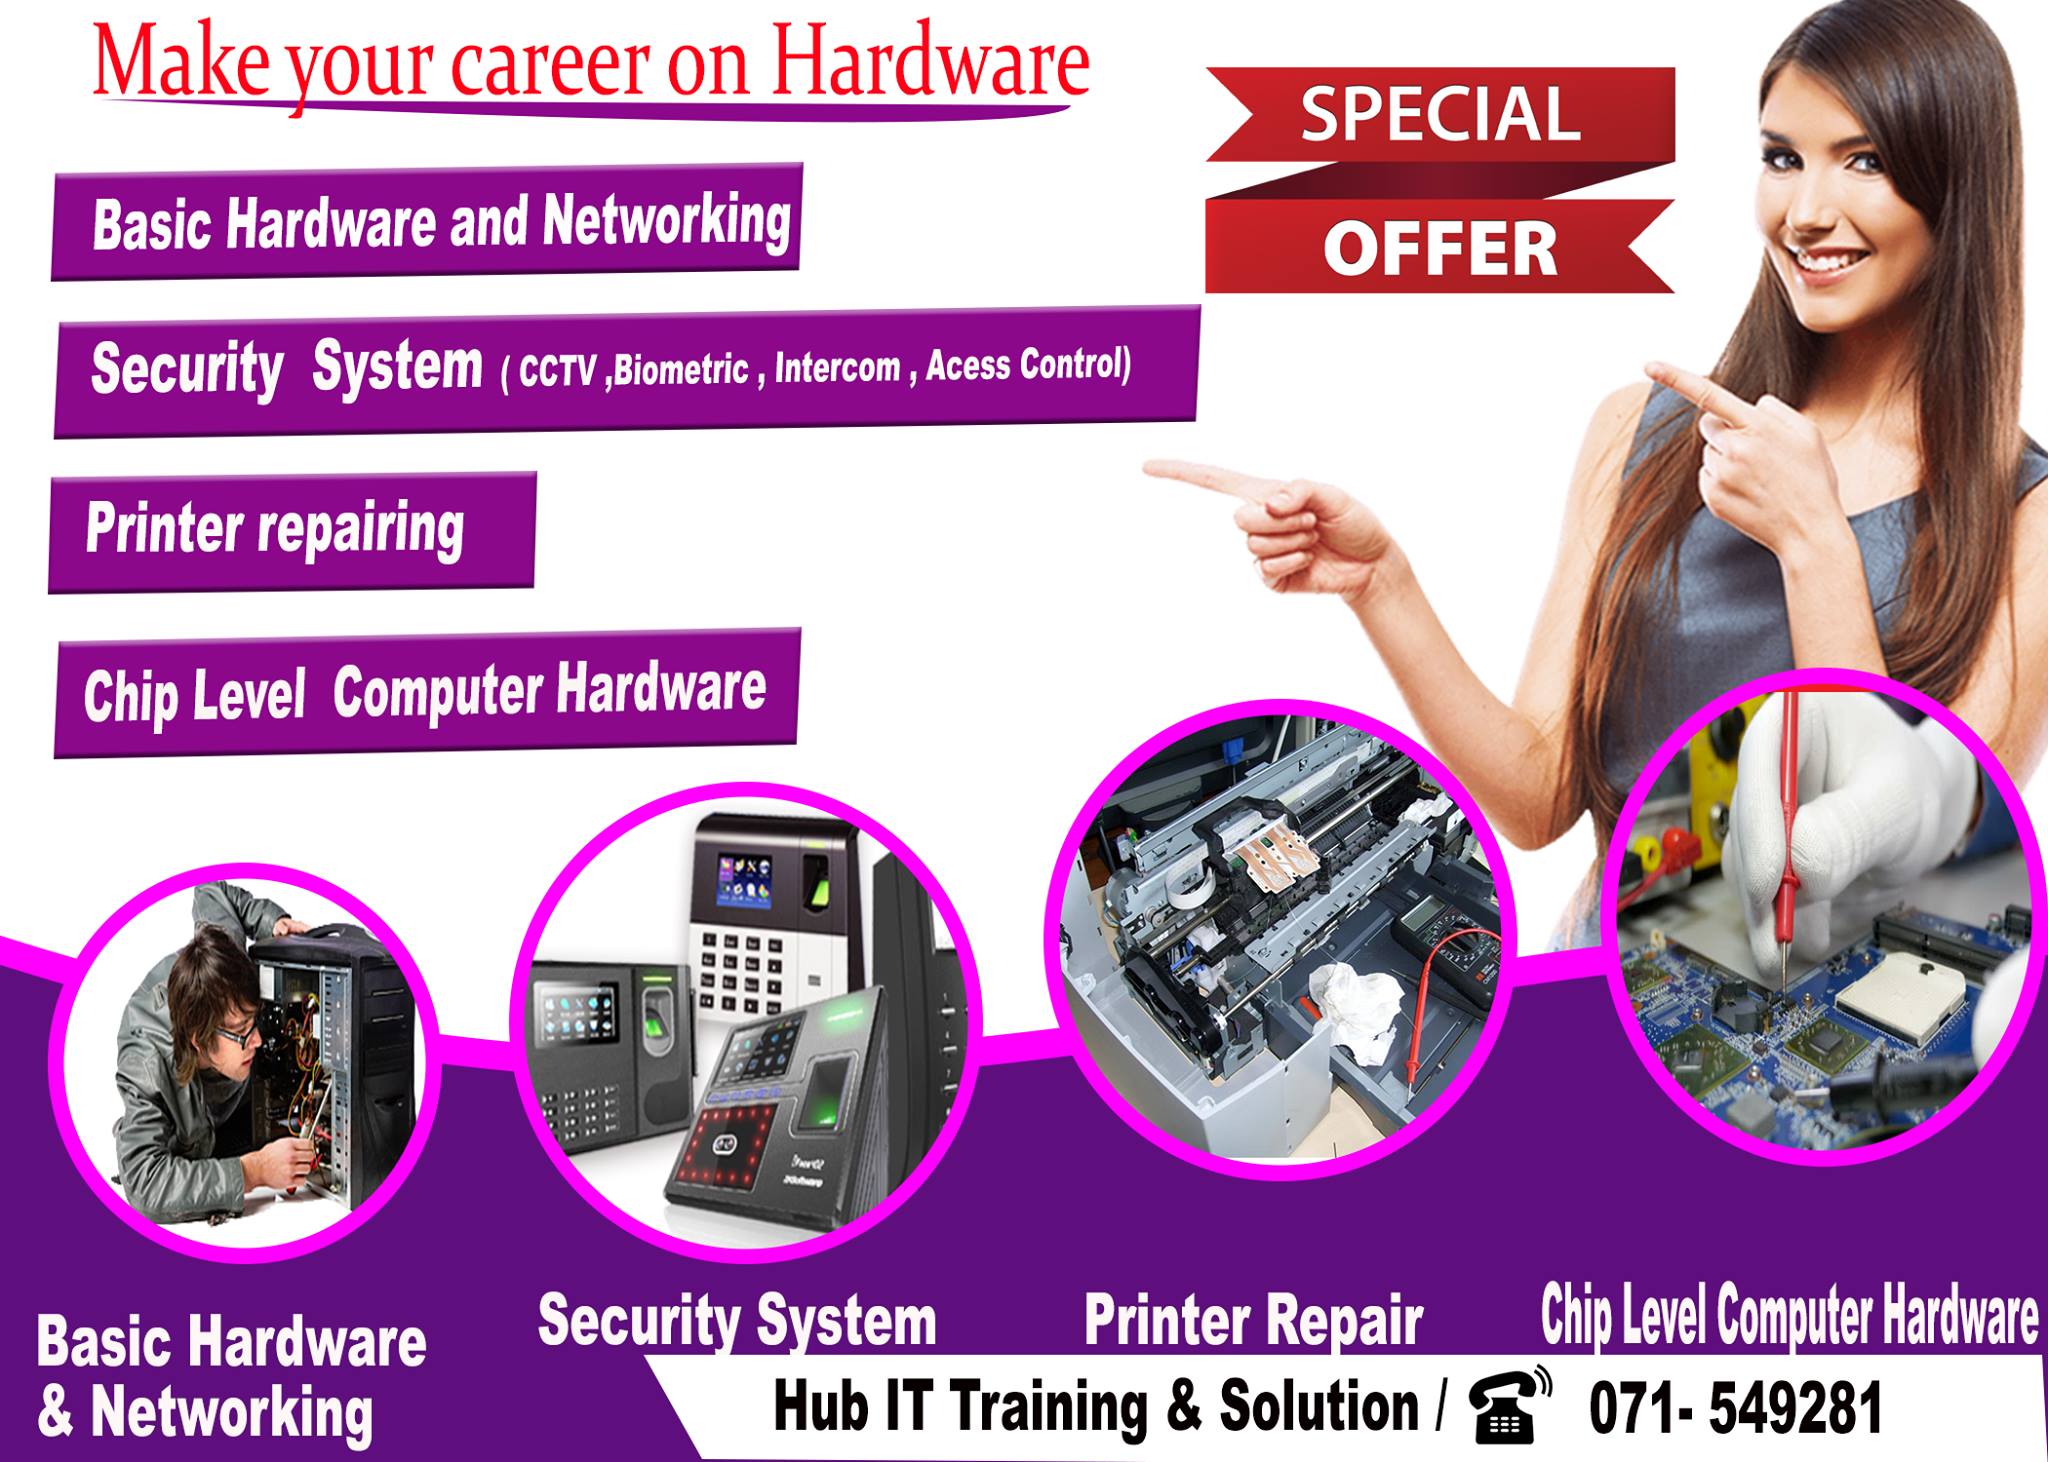 Make your career on Hardware
SPECIAL
OFFER
Basic Hardware and Networking
Security System ( CCTV ,Biometric , Intercom , Acess Control)
Printer repairing
Chip Level Computer Hardware
Basic Hardware
& Networking
Security System
Printer Repair
Chip Level Computer Hardware
Hub IT Training & Solution / 071- 549281